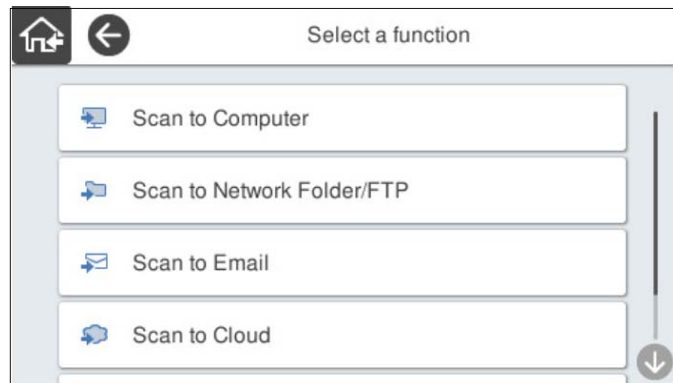 Select a function
Scan to Computer
Scan to Network Folder/FTP
Scan to Email
Scan to Cloud